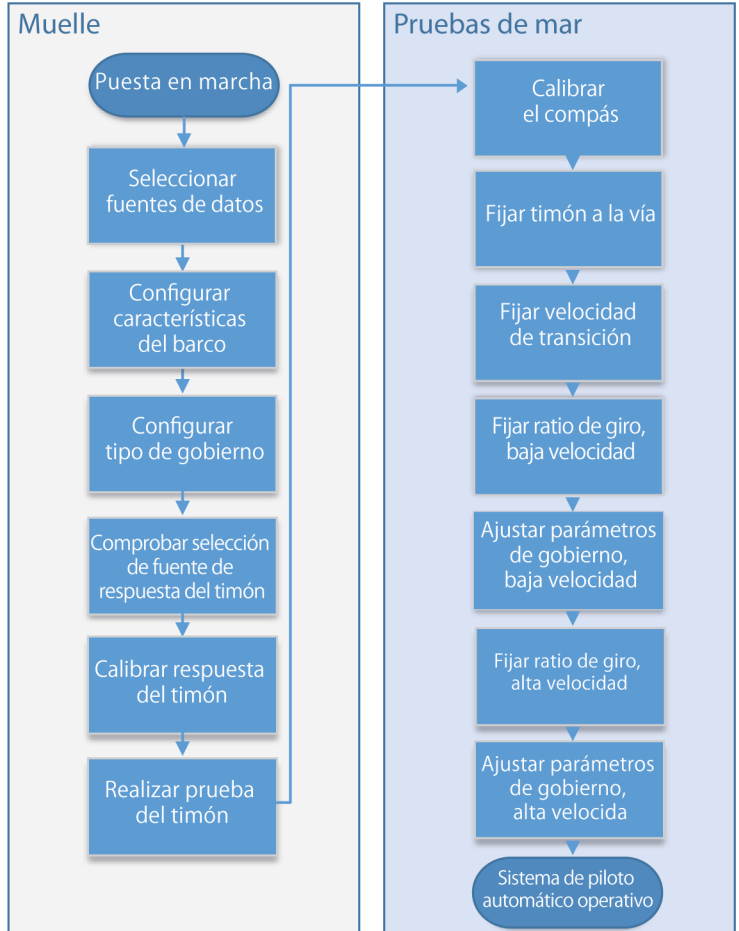 Muelle
Puesta en marcha
Seleccionar
fuentes de datos
Configurar
características
del barco
Configurar
tipo de gobierno
Comprobar selección
de fuente de
respuesta del timón
Calibrar respuesta
del timón
Realizar prueba
del timón
Pruebas de mar
Calibrar
el compás
Fijar timón a la vía
Fijar velocidad
de transición
Fijar ratio de giro,
baja velocidad
Ajustar parámetros
de gobierno,
baja velocidad
Fijar ratio de giro,
alta velocidad
Ajustar parámetros
de gobierno,
alta velocida
Sistema de piloto
automático operativo